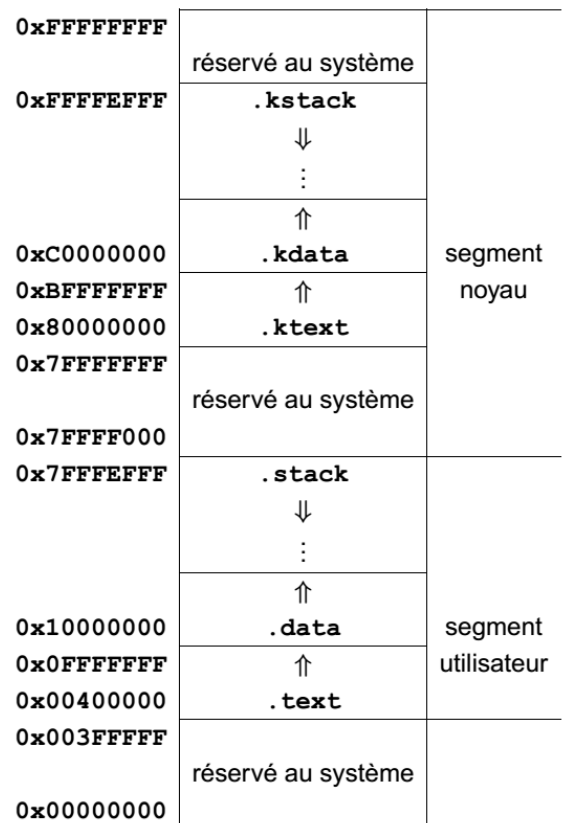 0xFFFFFFFF
réservé au système
0xFFFFEFFF .kstack
⇓
⋮
⇑
0xC0000000 .kdata segment
0xBFFFFFFF ⇑ noyau
0x80000000 .ktext
0x7FFFFFFF
réservé au système
0x7FFFF000
0x7FFFEFFF .stack
⇓
⋮
⇑
0x10000000 .data segment
0x0FFFFFFF ⇑ utilisateur
0x00400000 .text
0x003FFFFF
réservé au système
0x00000000